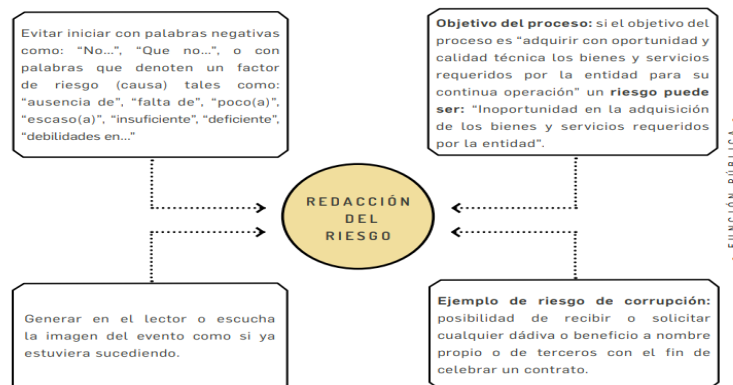 Evitar iniciar con palabras negativas
como: “No...”, “Que no...”, o con
palabras que denoten un factor
de riesgo (causa) tales como:
“ausencia de”, “falta de”, “poco(a)”,
“escaso(a)”, “insuficiente”, “deficiente”,
“debilidades en...”
Objetivo del proceso: si el objetivo del
proceso es “adquirir con oportunidad y
calidad técnica los bienes y servicios
requeridos por la entidad para su
continua operación” un riesgo puede
ser: “Inoportunidad en la adquisición
de los bienes y servicios requeridos
por la entidad”.
REDACCIÓN
DEL
RIESGO
Generar en el lector o escucha
la imagen del evento como si ya
estuviera sucediendo.
Ejemplo de riesgo de corrupción:
posibilidad de recibir o solicitar
cualquier dádiva o beneficio a nombre
propio o de terceros con el fin de
celebrar un contrato.
FUNCIÓN PÚBLICA